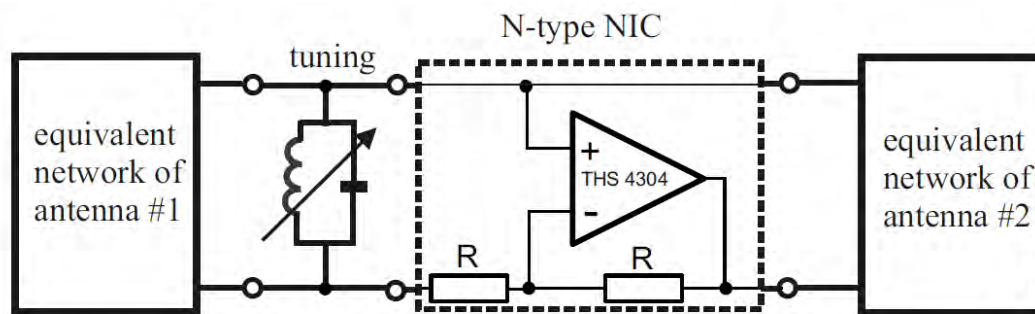 N-type NIC
tuning
equivalent
network of
antenna #1
+
THS 4304
-
R
R
equivalent
network of
antenna #2